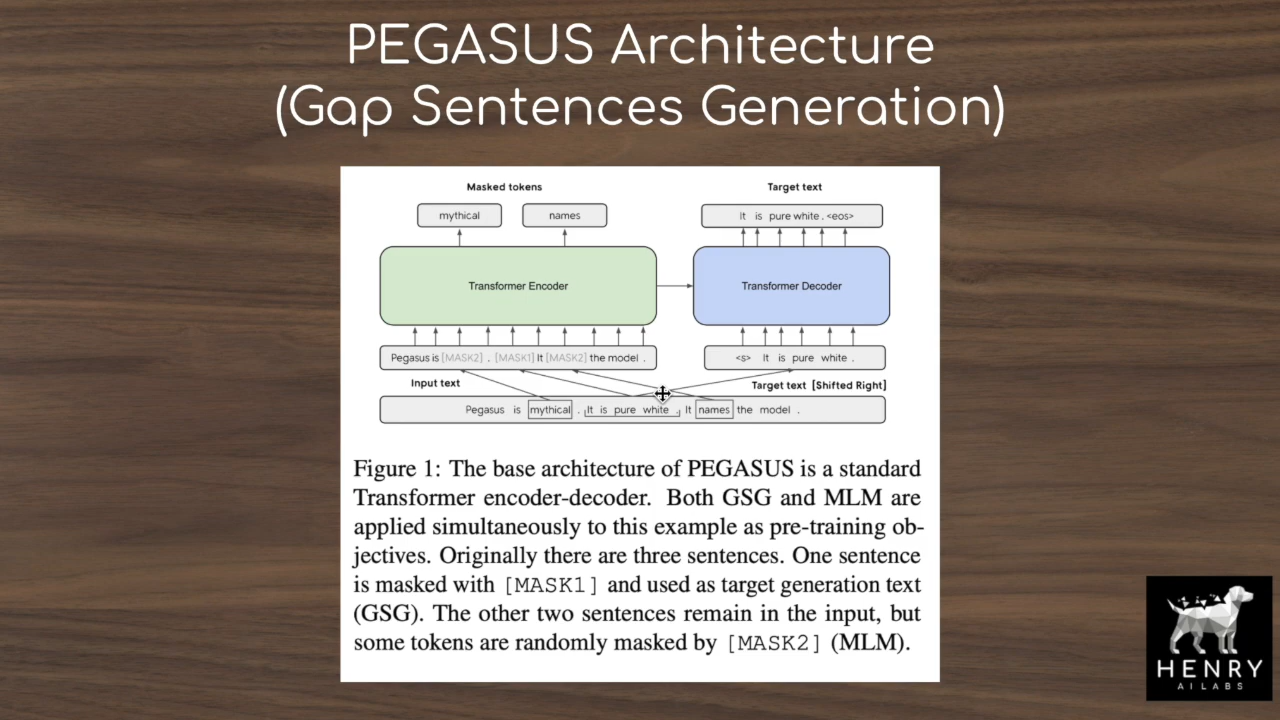 PEGASUS Architecture
(Gap Sentences Generation)
Masked tokens
Target text
mythical
names
It is pure white . <eos>
Transformer Encoder
Transformer Decoder
Pegasus is [MASK2] . [MASK1] It [MASK2] the model .
<s> It is pure white .
Input text
Target text [Shifted Right]
Pegasus is mythical . It is pure white . It names the model .
Figure 1: The base architecture of PEGASUS is a standard
Transformer encoder-decoder. Both GSG and MLM are
applied simultaneously to this example as pre-training ob-
jectives. Originally there are three sentences. One sentence
is masked with [MASK1] and used as target generation text
(GSG). The other two sentences remain in the input, but
some tokens are randomly masked by [MASK2] (MLM).
HENRY
AI LABS